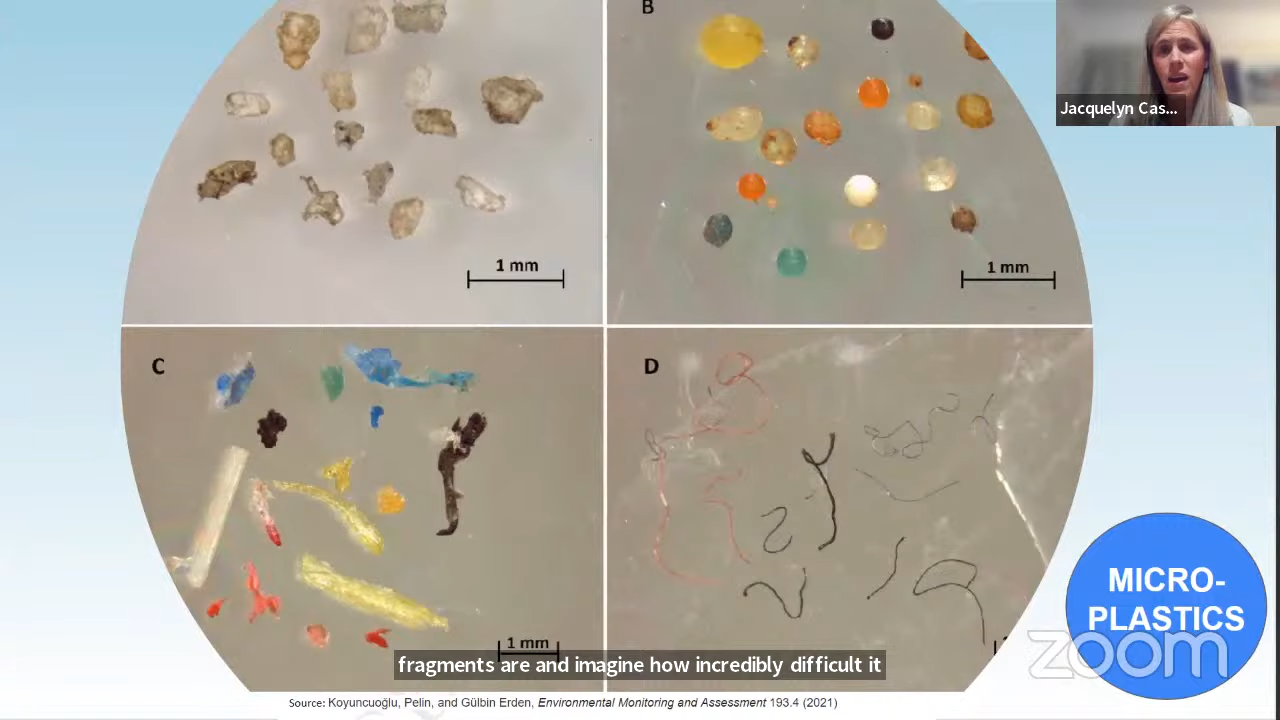 B
Jacquelyn Cas...
1 mm
1 mm
C
D
MICRO-
PLASTICS
1 mm
zoom
fragments are and imagine how incredibly difficult it
Source: Koyuncuoğlu, Pelin, and Gülbin Erden, Environmental Monitoring and Assessment 193.4 (2021)